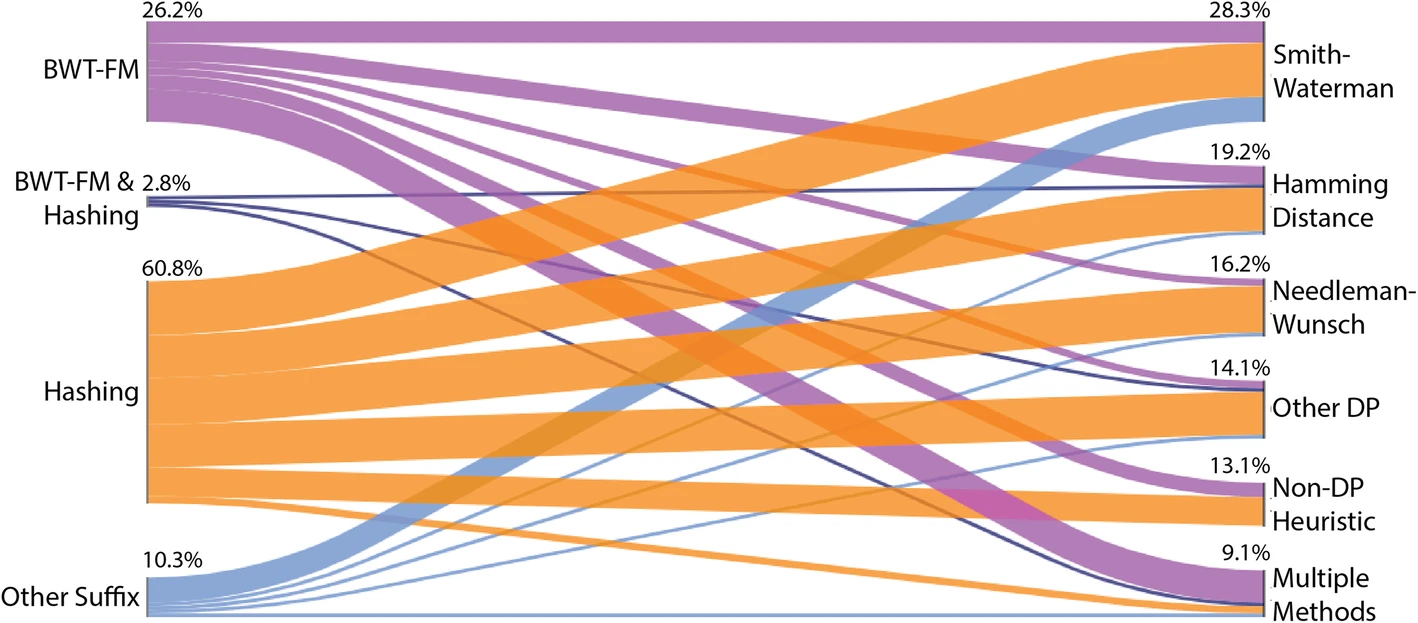 26.2%
BWT-FM
BWT-FM &
Hashing
2.8%
60.8%
Hashing
10.3%
Other Suffix
28.3%
Smith-
Waterman
19.2%
Hamming
Distance
16.2%
Needleman-
Wunsch
14.1%
Other DP
13.1%
Non-DP
Heuristic
9.1%
Multiple
Methods